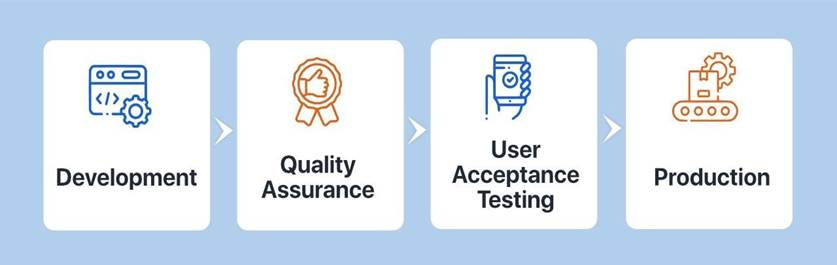 Development
Quality
Assurance
User
Acceptance
Testing
Production